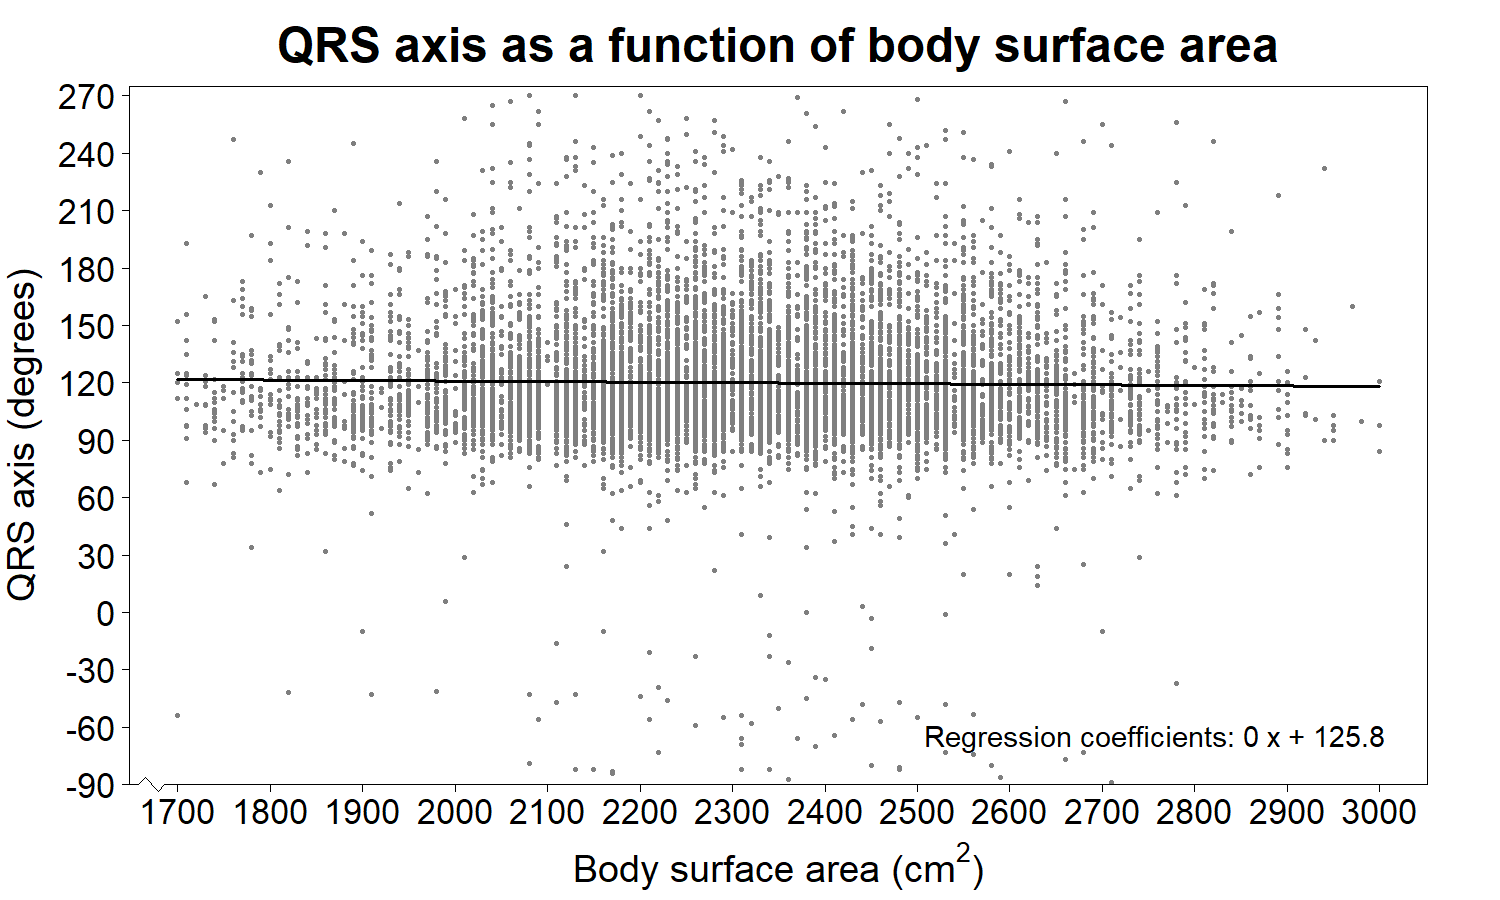 QRS axis as a function of body surface area
QRS axis (degrees)
270
240
210
180
150
120
90
60
30
0
-30
-60
-90
Regression coefficients: 0 x + 125.8
1700 1800 1900 2000 2100 2200 2300 2400 2500 2600 2700 2800 2900 3000
Body surface area (cm²)